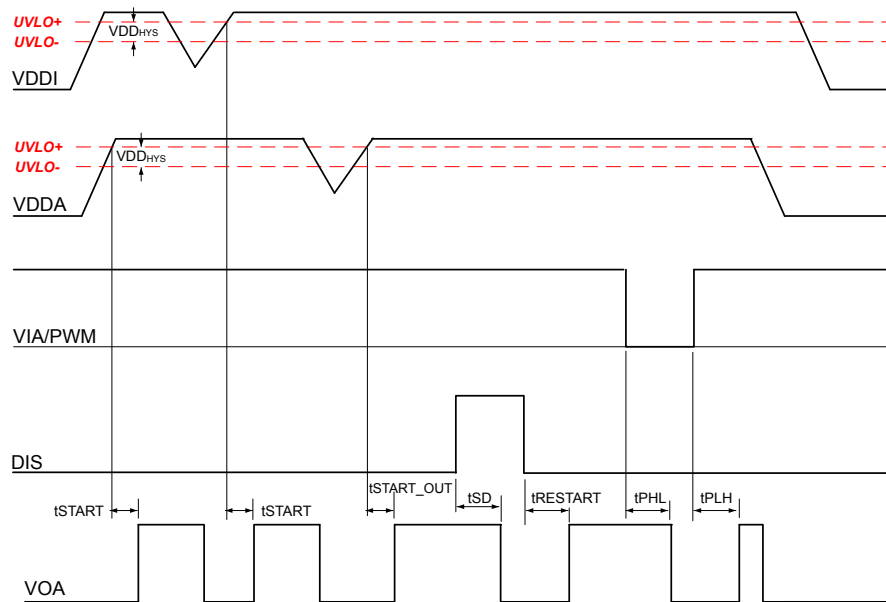 UVLO+
VDDHYS
UVLO-
VDDI
UVLO+
VDDHYS
UVLO-
VDDA
VIA/PWM
DIS
tSTART
tSTART
tSTART_OUT
tSD
tRESTART
tPHL
tPLH
VOA